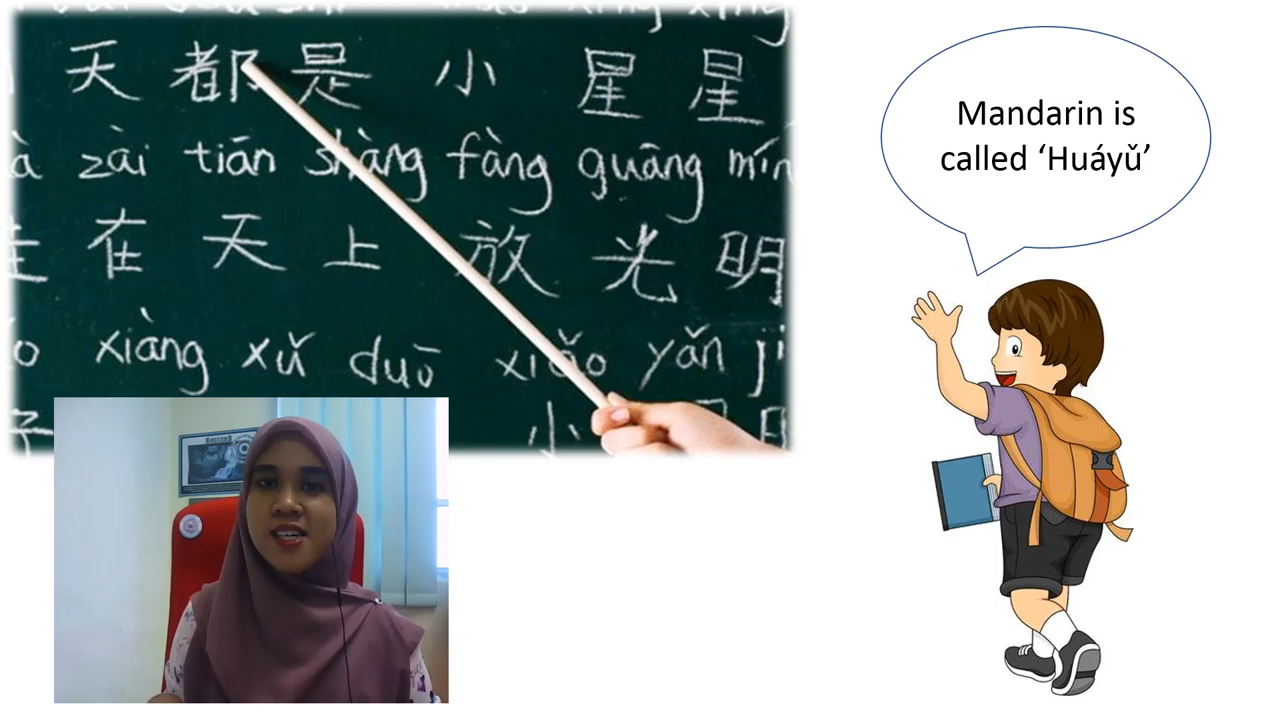 天 都 是 小 星 星
zài tiān shàng fàng guāng
在 天 上 放 光 明
xiàng xǔ duō xiǎo yǎn
小
Mandarin is
called ‘Huáyǔ’